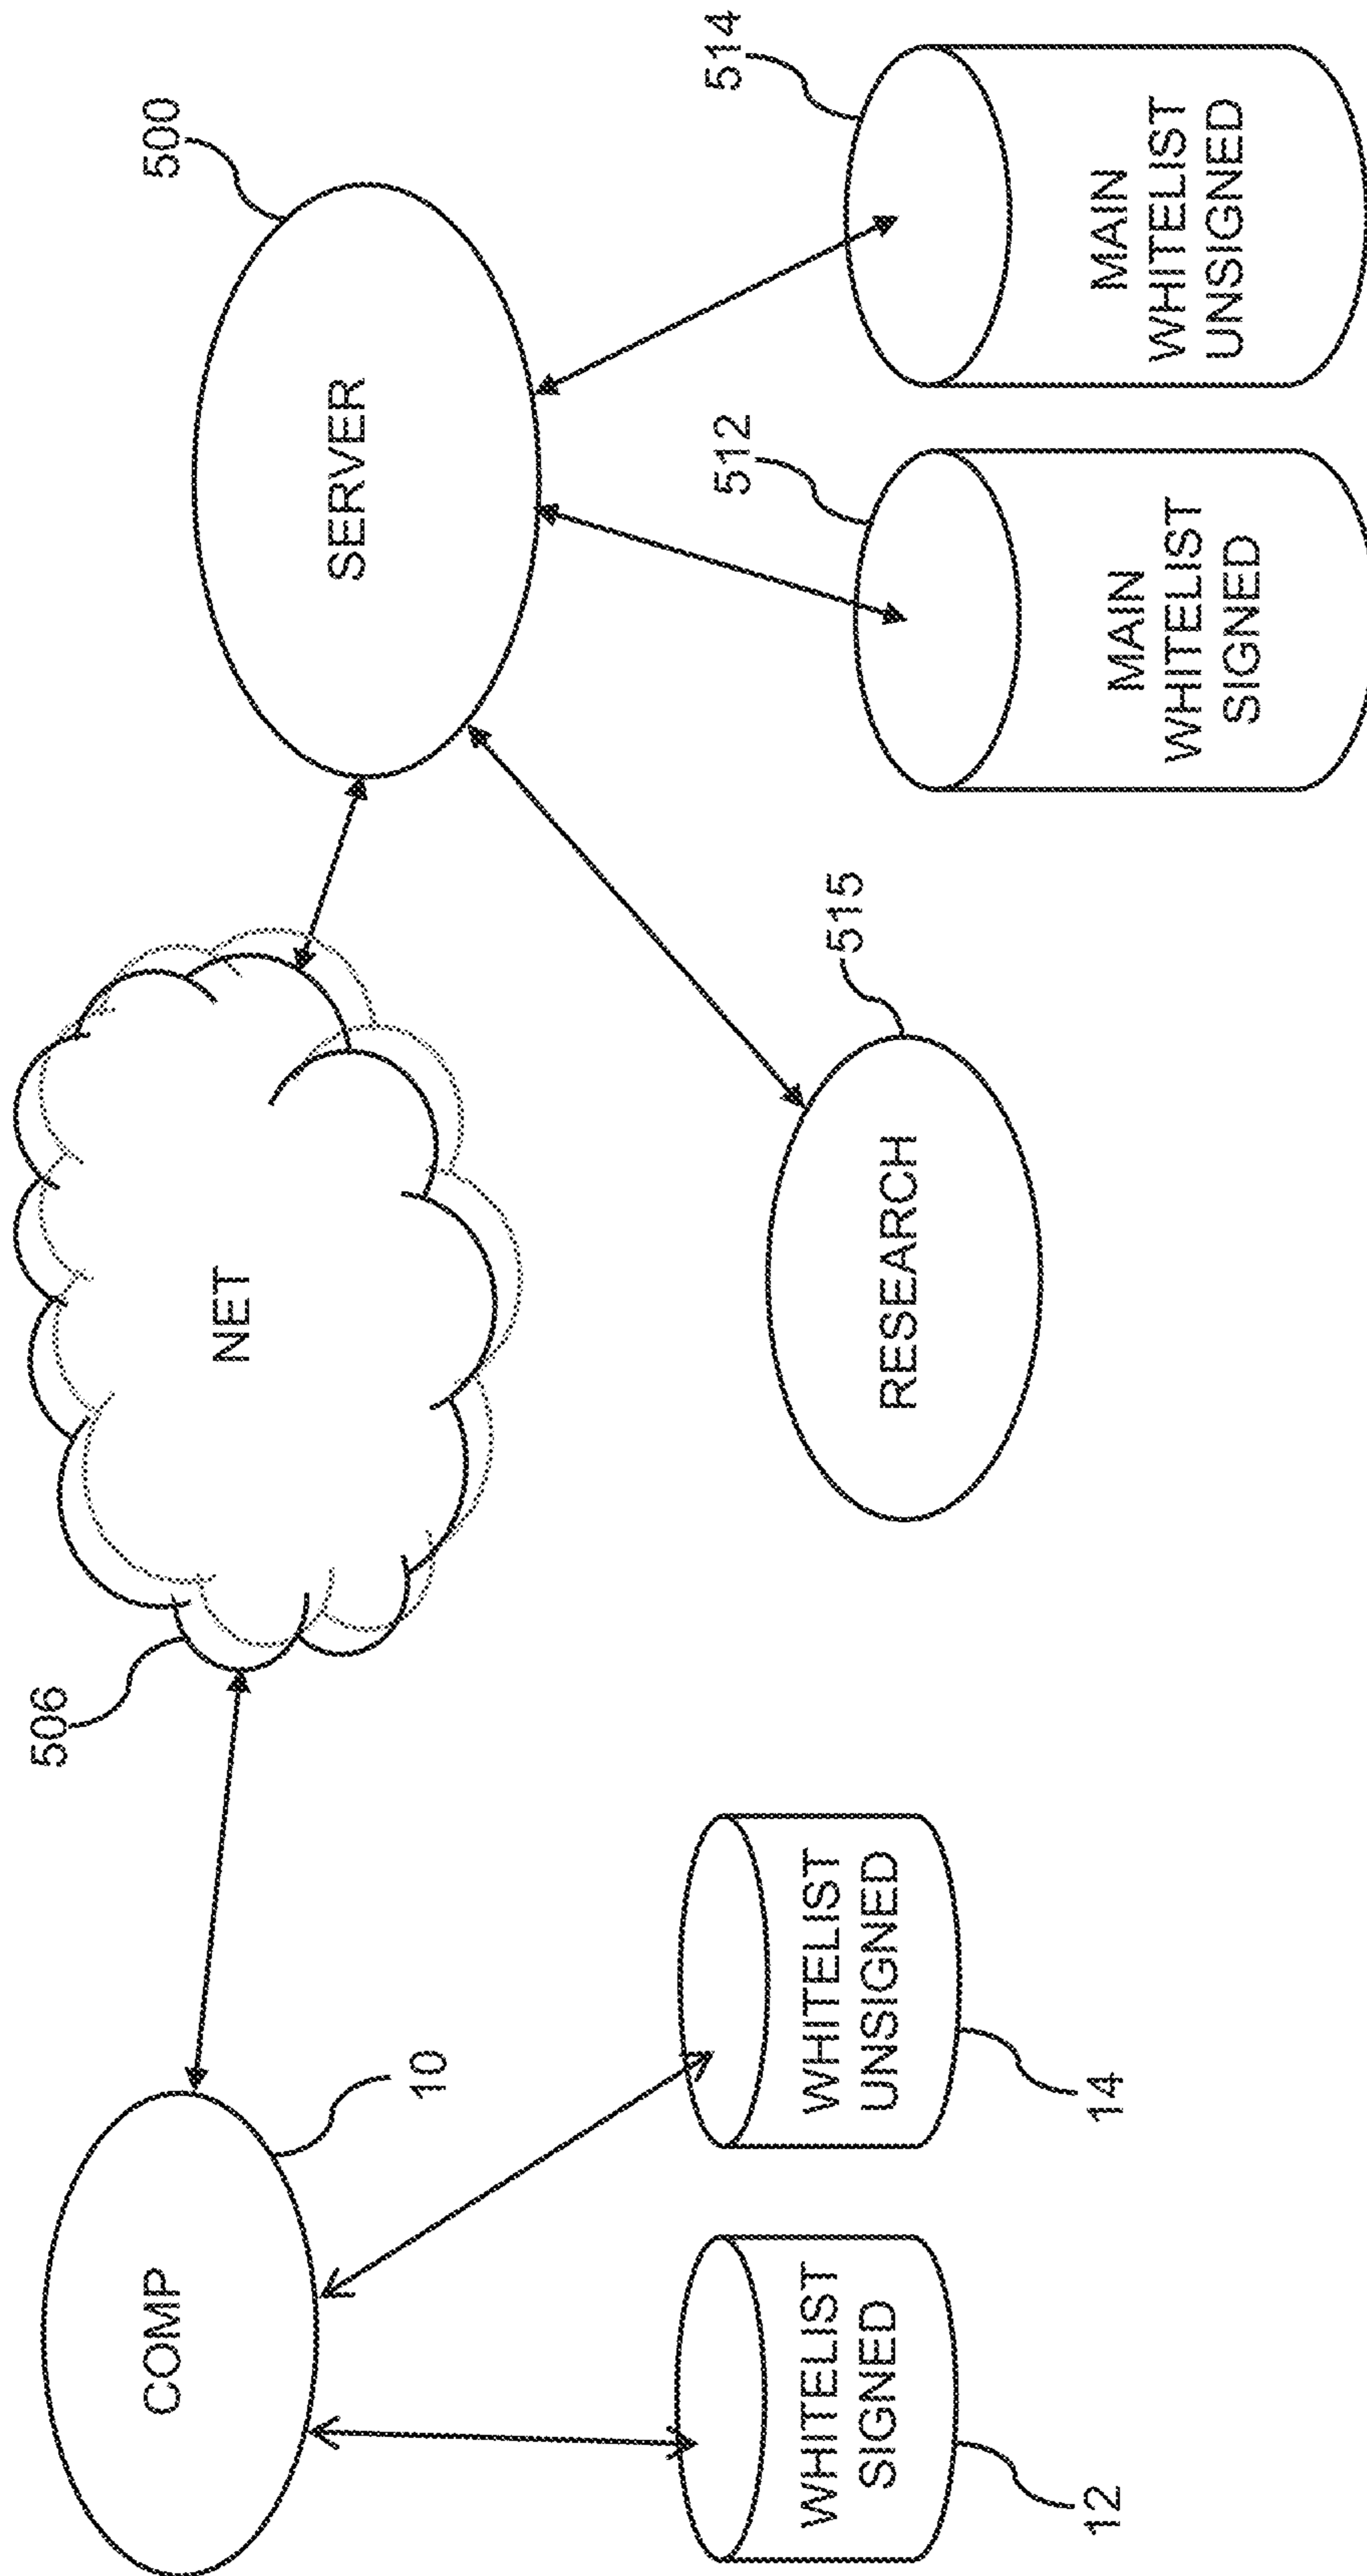 506
NET
500
SERVER
COMP
10
WHITELIST
SIGNED
12
WHITELIST
UNSIGNED
14
RESEARCH
515
512
MAIN
WHITELIST
SIGNED
514
MAIN
WHITELIST
UNSIGNED